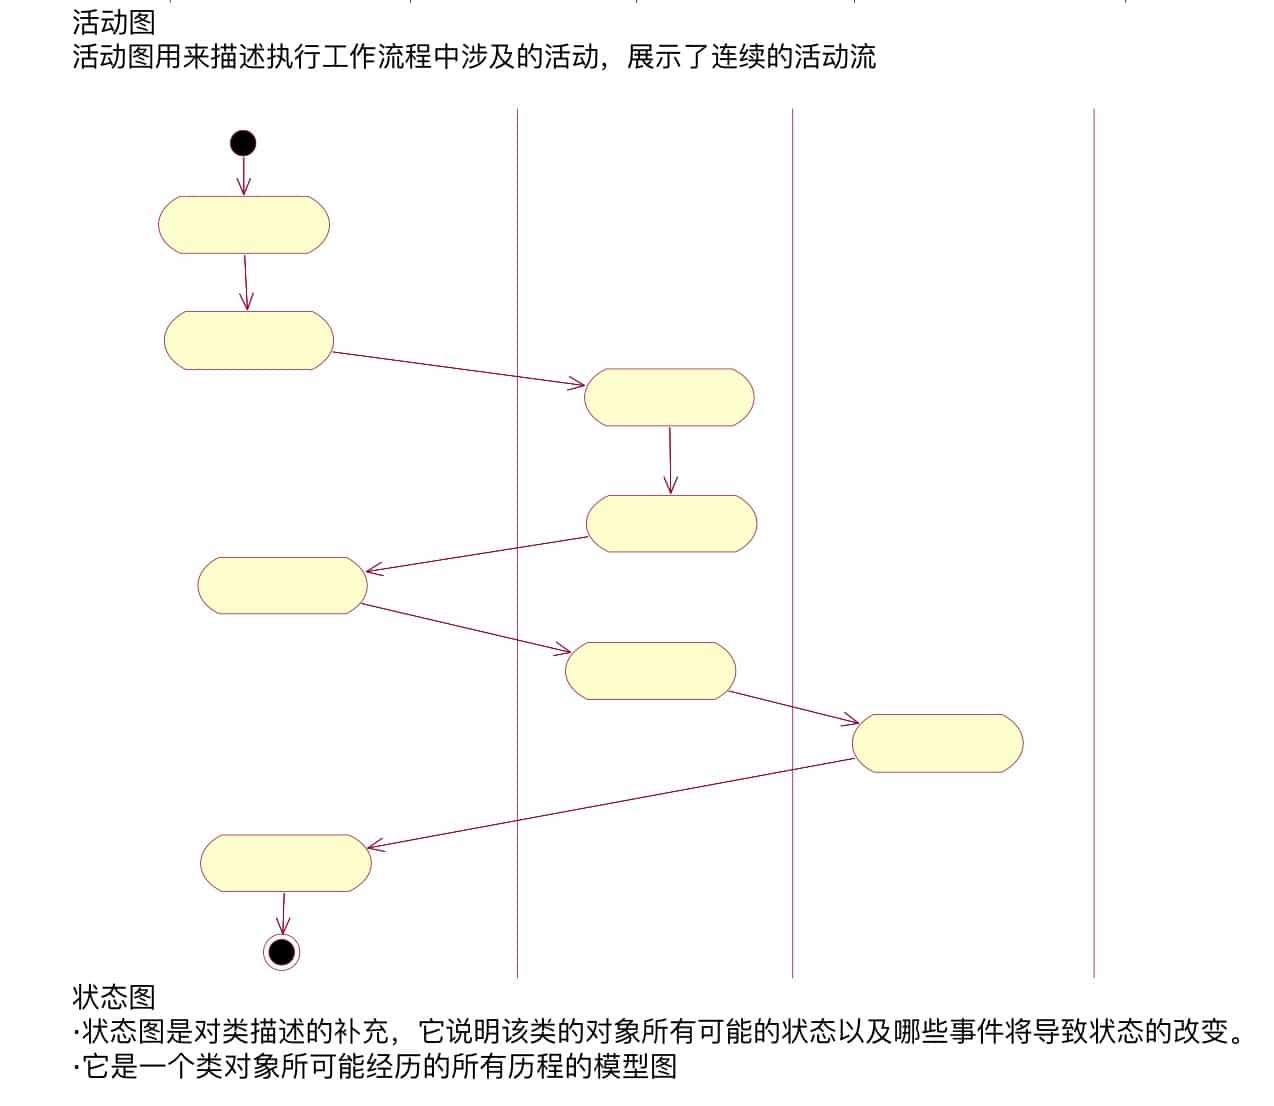 活动图
活动图用来描述执行工作流程中涉及的活动，展示了连续的活动流
状态图
·状态图是对类描述的补充，它说明该类的对象所有可能的状态以及哪些事件将导致状态的改变。
·它是一个类对象所可能经历的所有历程的模型图